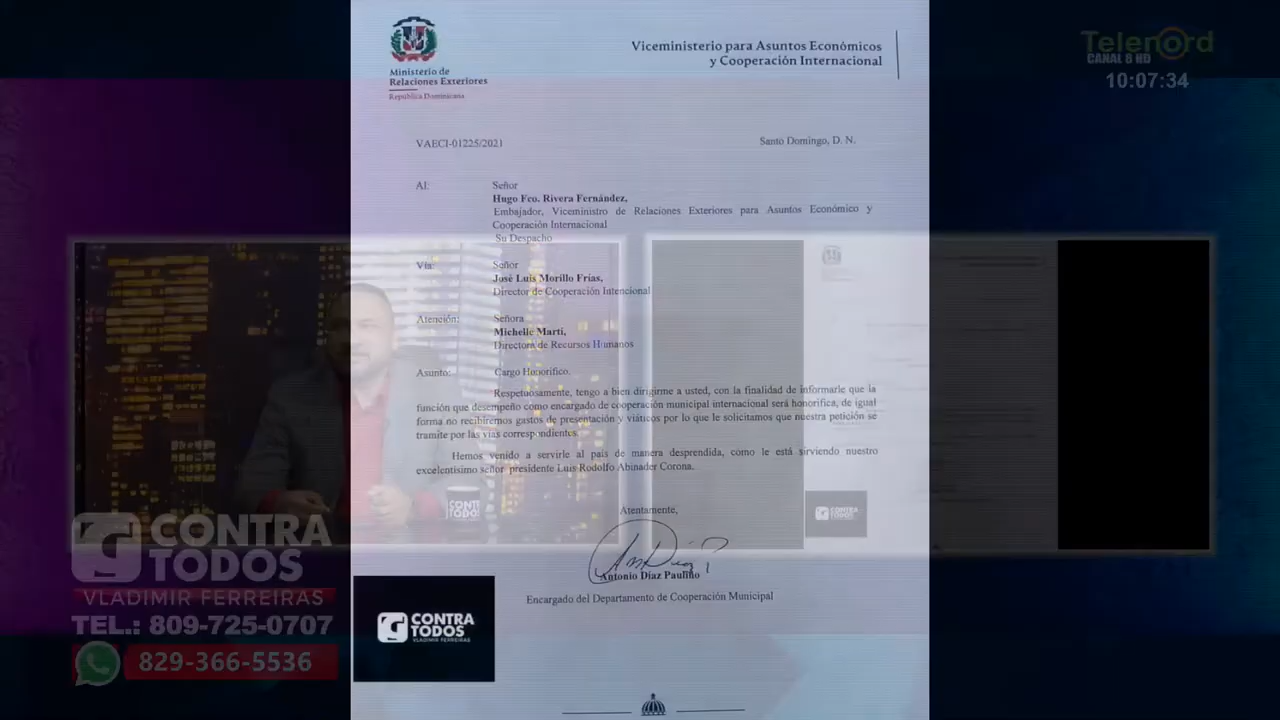 Ministerio de
Relaciones Exteriores
República Dominicana
Viceministerio para Asuntos Económicos
y Cooperación Internacional
Telenord
CANAL 8 HD
10:07:34
VAECI-01225/2021
Santo Domingo, D. N.
Al:
Señor
Hugo Fco. Rivera Fernández,
Embajador, Viceministro de Relaciones Exteriores para Asuntos Económico y
Cooperación Internacional
Su Despacho
Vía:
Señor
José Luis Morillo Frías,
Director de Cooperación Intencional
Atención:
Señora
Michelle Marti,
Directora de Recursos Humanos
Asunto:
Cargo Honorifico.
Respetuosamente, tengo a bien dirigirme a usted, con la finalidad de informarle que la
función que desempeño como encargado de cooperación municipal internacional será honorifica, de igual
forma no recibiremos gastos de presentación y viáticos por lo que le solicitamos que nuestra petición se
tramite por las vías correspondientes.
Hemos venido a servirle al país de manera desprendida, como le está sirviendo nuestro
excelentísimo señor presidente Luis Rodolfo Abinader Corona.
Atentamente,
Antonio Díaz Paulino
Encargado del Departamento de Cooperación Municipal
CONTRA
TODOS
VLADIMIR FERREIRAS
TEL.: 809-725-0707
829-366-5536
CONTRA
TODOS
VLADIMIR FERREIRAS
CONTRA
TODOS
CONTRA
TODOS